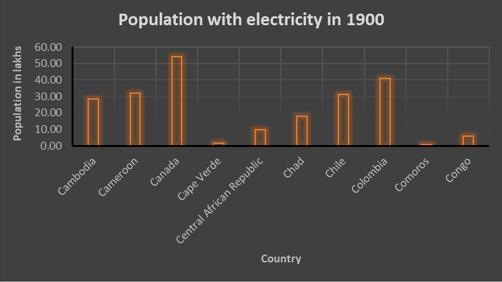 Population with electricity in 1900
Population in lakhs
60.00
50.00
40.00
30.00
20.00
10.00
0.00
Cambodia
Cameroon
Canada
Cape Verde
Central African Republic
Chad
Chile
Colombia
Comoros
Congo
Country